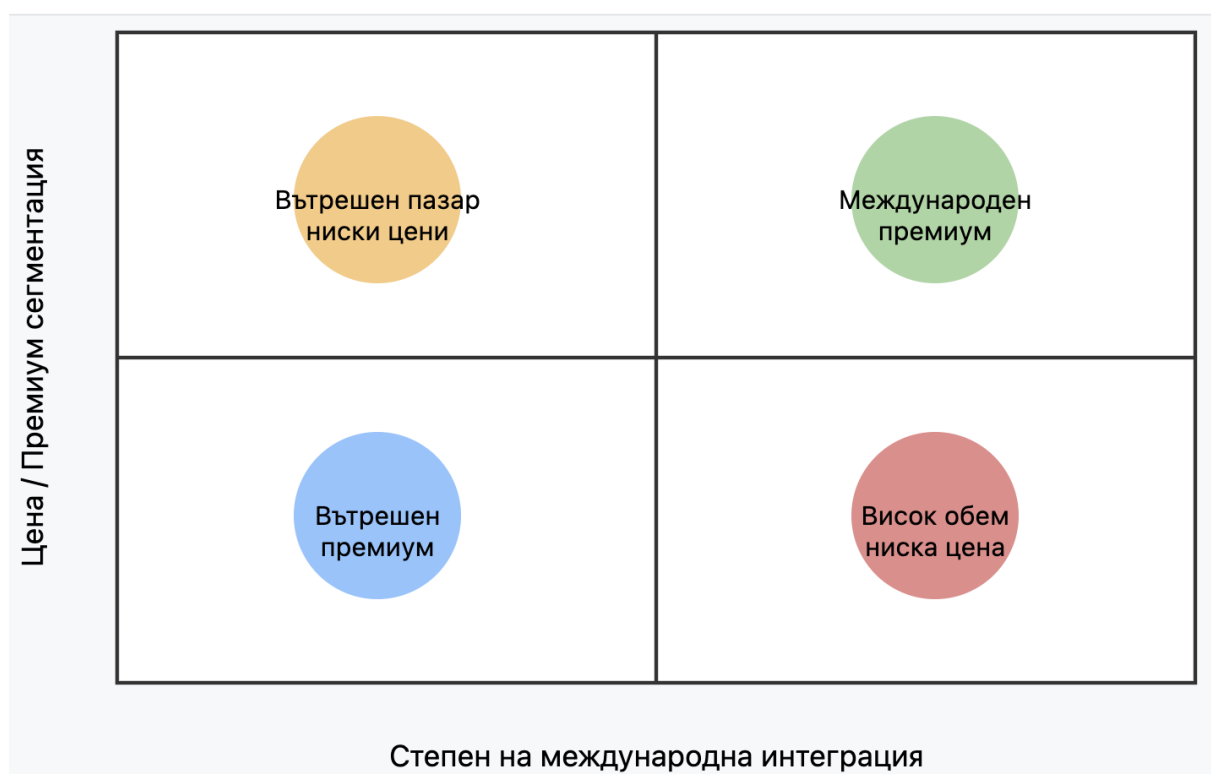 Цена / Премиум сегментация
Вътрешен пазар
ниски цени
Международен
премиум
Вътрешен
премиум
Висок обем
ниска цена
Степен на международна интеграция